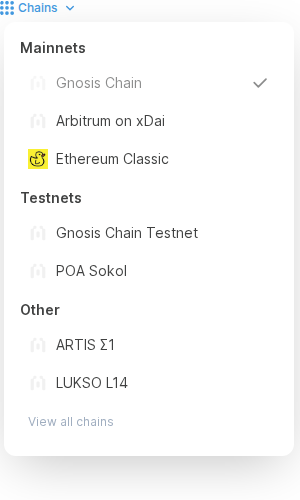 Chains
Mainnets
Gnosis Chain
Arbitrum on xDai
Ethereum Classic
Testnets
Gnosis Chain Testnet
POA Sokol
Other
ARTIS Σ1
LUKSO L14
View all chains